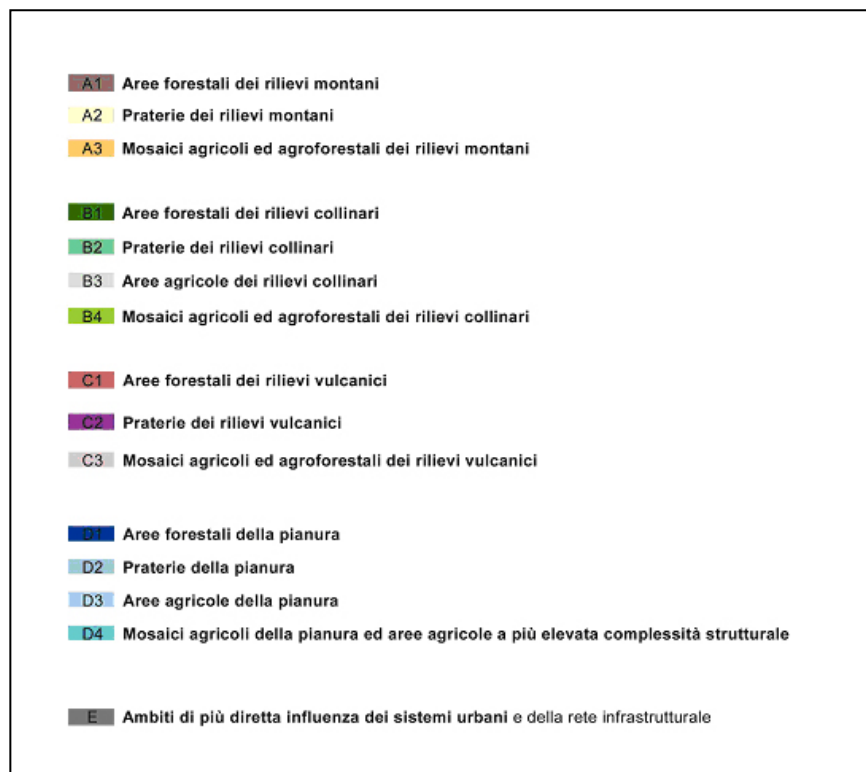 A1 Aree forestali dei rilievi montani
A2 Praterie dei rilievi montani
A3 Mosaici agricoli ed agroforestali dei rilievi montani
B1 Aree forestali dei rilievi collinari
B2 Praterie dei rilievi collinari
B3 Aree agricole dei rilievi collinari
B4 Mosaici agricoli ed agroforestali dei rilievi collinari
C1 Aree forestali dei rilievi vulcanici
C2 Praterie dei rilievi vulcanici
C3 Mosaici agricoli ed agroforestali dei rilievi vulcanici
D1 Aree forestali della pianura
D2 Praterie della pianura
D3 Aree agricole della pianura
D4 Mosaici agricoli della pianura ed aree agricole a più elevata complessità strutturale
E Ambiti di più diretta influenza dei sistemi urbani e della rete infrastrutturale